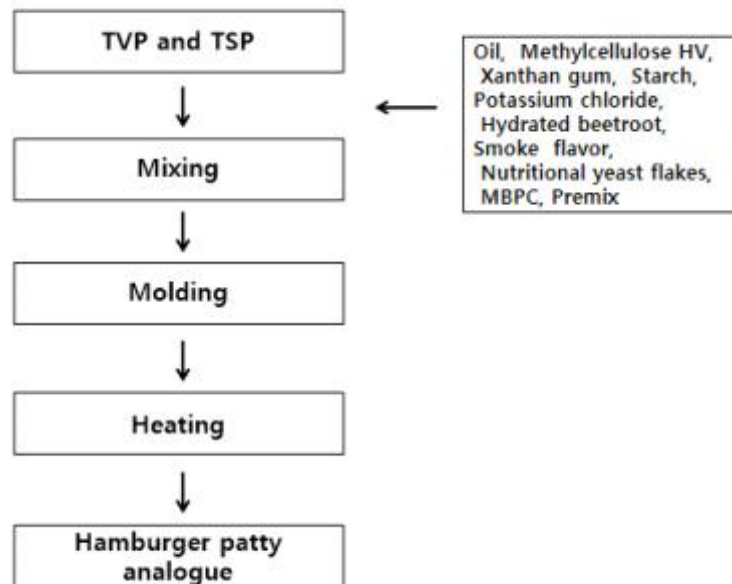 TVP and TSP
Oil, Methylcellulose HV,
Xanthan gum, Starch,
Potassium chloride,
Hydrated beetroot,
Smoke flavor,
Nutritional yeast flakes,
MBPC, Premix
Mixing
Molding
Heating
Hamburger patty
analogue